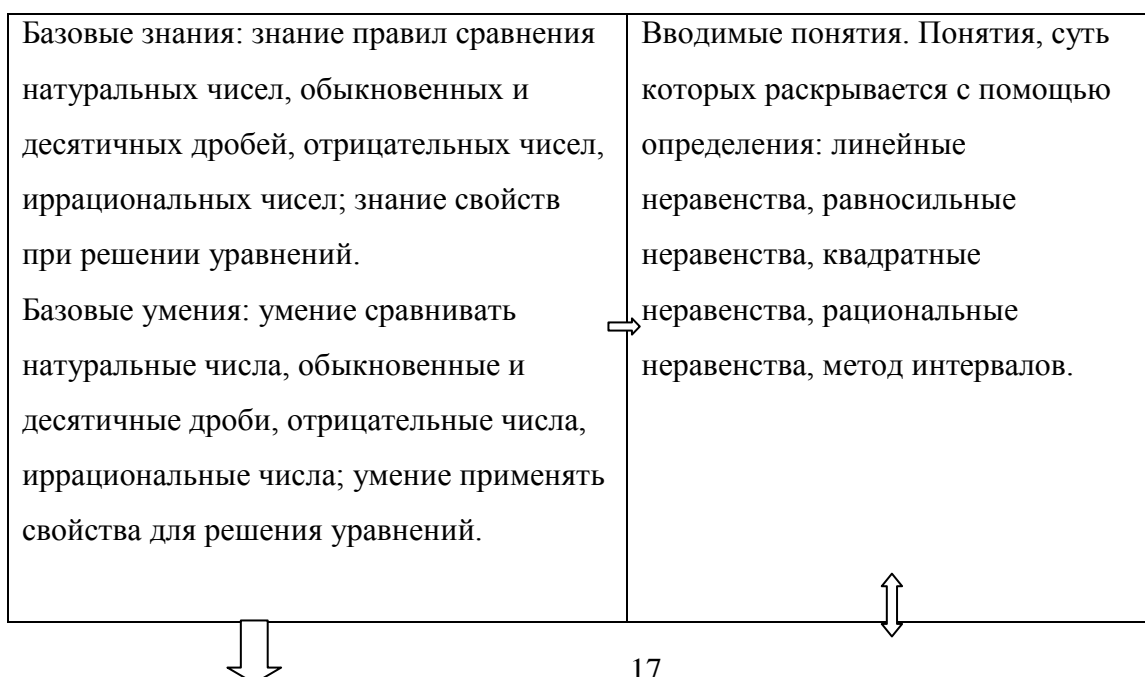 Базовые знания: знание правил сравнения
натуральных чисел, обыкновенных и
десятичных дробей, отрицательных чисел,
иррациональных чисел; знание свойств
при решении уравнений.
Базовые умения: умение сравнивать
натуральные числа, обыкновенные и
десятичные дроби, отрицательные числа,
иррациональные числа; умение применять
свойства для решения уравнений.
Вводимые понятия. Понятия, суть
которых раскрывается с помощью
определения: линейные
неравенства, равносильные
неравенства, квадратные
неравенства, рациональные
неравенства, метод интервалов.
17